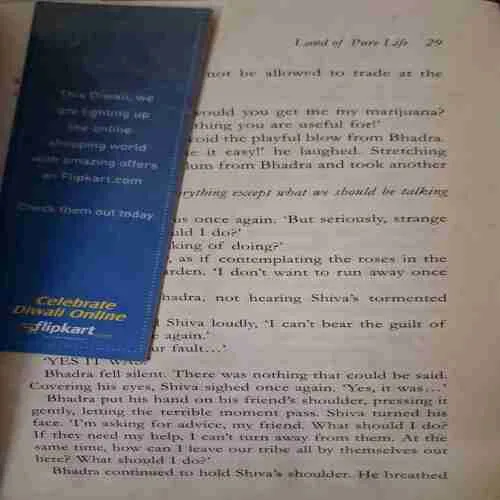 Land of Pure Life 29
not be allowed to trade at the
This Diwali, we
are lighting up
the online
shopping world
with amazing offers
on Flipkart.com
Check them out today
Celebrate
Diwali Online
flipkart.com
would you get me my marijuana?
thing you are useful for!'
void the playful blow from Bhadra.
e it easy!' he laughed. Stretching
lum from Bhadra and took another
erything except what we should be talking
us once again. 'But seriously, strange
uld I do?'
king of doing?'
, as if contemplating the roses in the
arden. 'I don't want to run away once
hadra, not hearing Shiva's tormented
d Shiva loudly, 'I can't bear the guilt of
e again.'
ur fault...'
'YES IT WAS!'
Bhadra fell silent. There was nothing that could be said.
Covering his eyes, Shiva sighed once again. 'Yes, it was...'
Bhadra put his hand on his friend's shoulder, pressing it
gently, letting the terrible moment pass. Shiva turned his
face. 'I'm asking for advice, my friend. What should I do?
If they need my help, I can't turn away from them. At the
same time, how can I leave our tribe all by themselves out
here? What should I do?'
Bhadra continued to hold Shiva's shoulder. He breathed